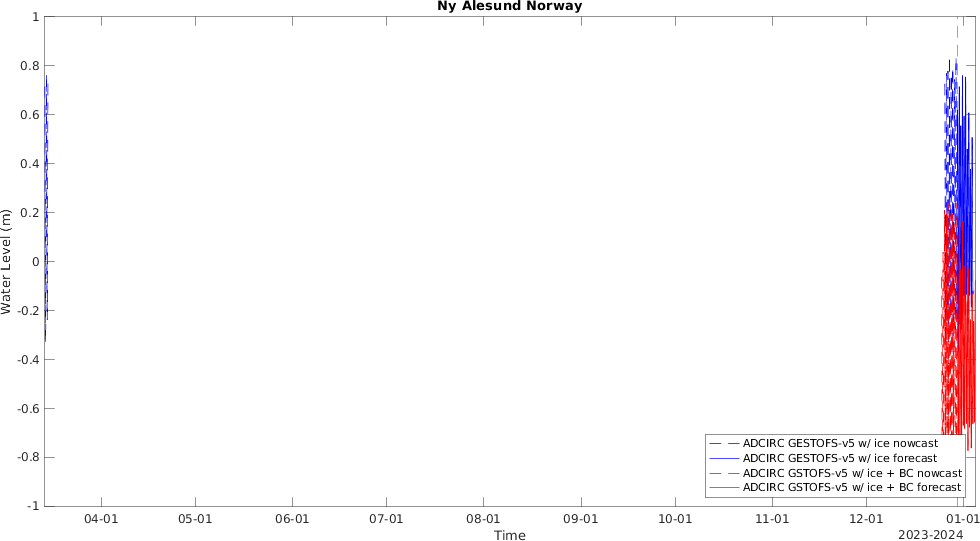 Ny Alesund Norway
1
0.8
0.6
0.4
0.2
0
-0.2
-0.4
-0.6
-0.8
-1
Water Level (m)
ADCIRC GESTOFS-v5 w/ ice nowcast
ADCIRC GESTOFS-v5 w/ ice forecast
ADCIRC GSTOFS-v5 w/ ice + BC nowcast
ADCIRC GSTOFS-v5 w/ ice + BC forecast
04-01 05-01 06-01 07-01 08-01 09-01 10-01 11-01 12-01 01-01
Time
2023-2024